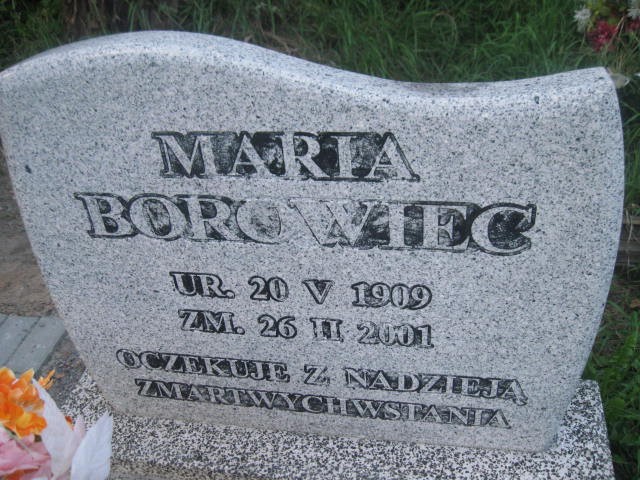 MARIA
BOROWIEC
UR. 20 V 1909
ZM. 26 II 2001
OCZEKUJE Z NADZIEJĄ
ZMARTWYCHWSTANIA